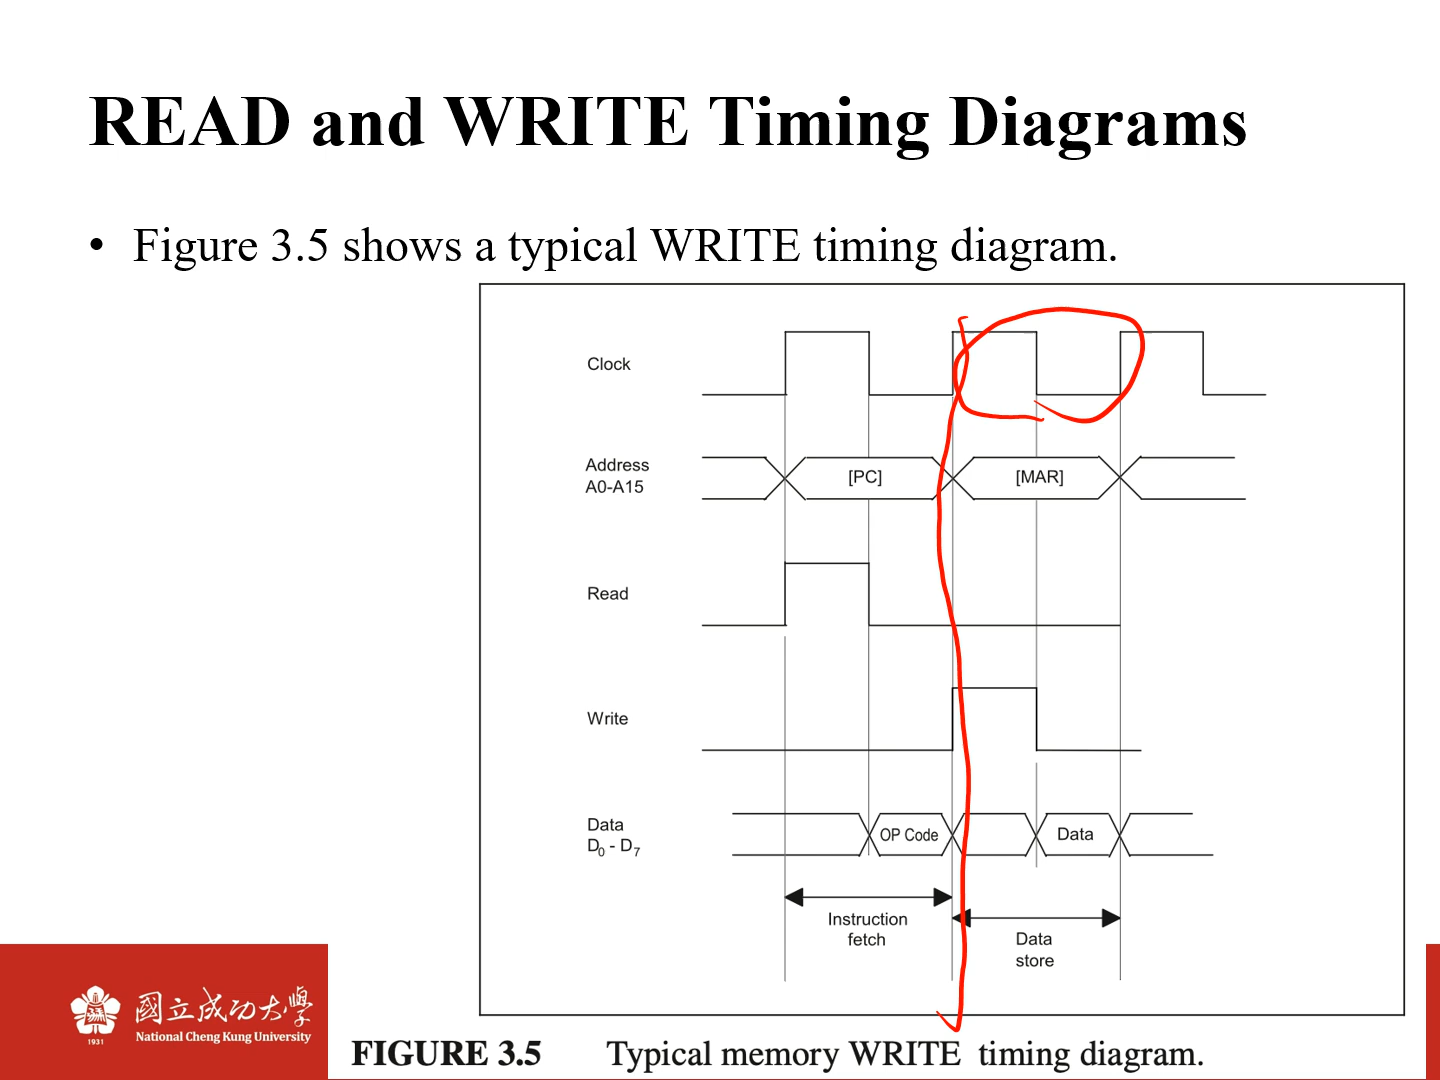 READ and WRITE Timing Diagrams
• Figure 3.5 shows a typical WRITE timing diagram.
Clock
Address
A0-A15
[PC]
[MAR]
Read
Write
Data
D0 - D7
OP Code
Data
Instruction
fetch
Data
store
國立成功大學
National Cheng Kung University
1931
FIGURE 3.5 Typical memory WRITE timing diagram.